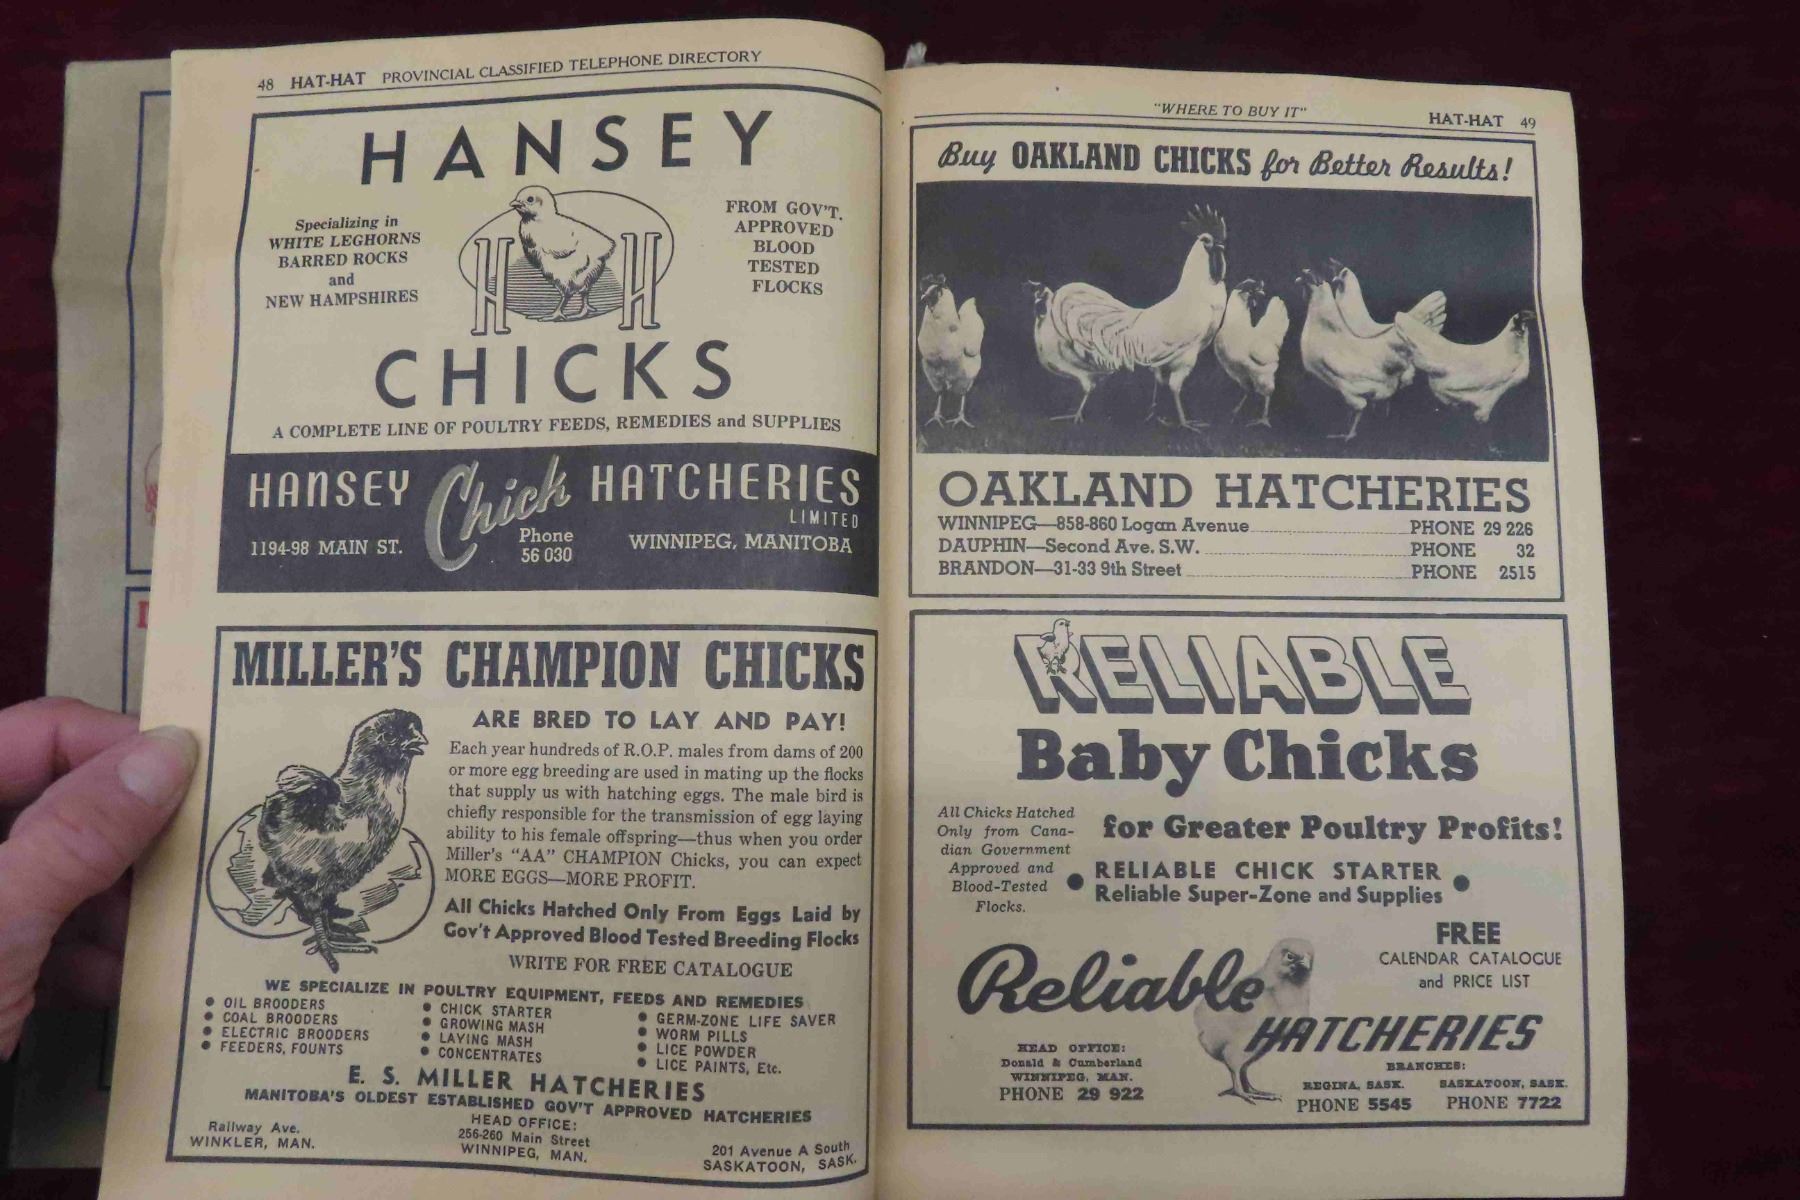 48 HAT-HAT PROVINCIAL CLASSIFIED TELEPHONE DIRECTORY
HANSEY
Specializing in
WHITE LEGHORNS
BARRED ROCKS
and
NEW HAMPSHIRES
H H
FROM GOV'T.
APPROVED
BLOOD
TESTED
FLOCKS
CHICKS
A COMPLETE LINE OF POULTRY FEEDS, REMEDIES and SUPPLIES
HANSEY Chick HATCHERIES
LIMITED
1194-98 MAIN ST.
Phone
56 030
WINNIPEG, MANITOBA
MILLER'S CHAMPION CHICKS
ARE BRED TO LAY AND PAY!
Each year hundreds of R.O.P. males from dams of 200
or more egg breeding are used in mating up the flocks
that supply us with hatching eggs. The male bird is
chiefly responsible for the transmission of egg laying
ability to his female offspring—thus when you order
Miller's "AA" CHAMPION Chicks, you can expect
MORE EGGS—MORE PROFIT.
All Chicks Hatched Only From Eggs Laid by
Gov't Approved Blood Tested Breeding Flocks
WRITE FOR FREE CATALOGUE
WE SPECIALIZE IN POULTRY EQUIPMENT, FEEDS AND REMEDIES
• OIL BROODERS
• COAL BROODERS
• ELECTRIC BROODERS
• FEEDERS, FOUNTS
• CHICK STARTER
• GROWING MASH
• LAYING MASH
• CONCENTRATES
• GERM-ZONE LIFE SAVER
• WORM PILLS
• LICE POWDER
• LICE PAINTS, Etc.
E. S. MILLER HATCHERIES
MANITOBA'S OLDEST ESTABLISHED GOV'T APPROVED HATCHERIES
Railway Ave.
WINKLER, MAN.
HEAD OFFICE:
256-260 Main Street
WINNIPEG, MAN.
201 Avenue A South
SASKATOON, SASK.
"WHERE TO BUY IT" HAT-HAT 49
Buy OAKLAND CHICKS for Better Results!
OAKLAND HATCHERIES
WINNIPEG—858-860 Logan Avenue PHONE 29 226
DAUPHIN—Second Ave. S.W. PHONE 32
BRANDON—31-33 9th Street PHONE 2515
RELIABLE
Baby Chicks
All Chicks Hatched
Only from Cana-
dian Government
Approved and
Blood-Tested
Flocks.
for Greater Poultry Profits!
• RELIABLE CHICK STARTER •
Reliable Super-Zone and Supplies
FREE
CALENDAR CATALOGUE
and PRICE LIST
Reliable
HATCHERIES
HEAD OFFICE:
Donald & Cumberland
WINNIPEG, MAN.
PHONE 29 922
BRANCHES:
REGINA, SASK.
PHONE 5545
SASKATOON, SASK.
PHONE 7722